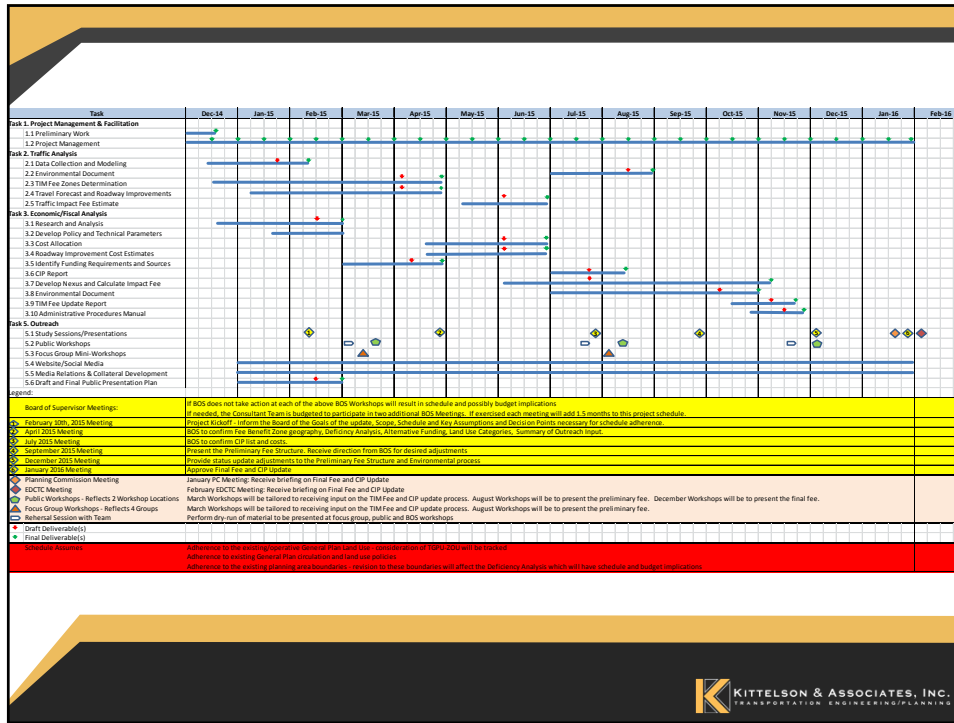 Task Dec-14 Jan-15 Feb-15 Mar-15 Apr-15 May-15 Jun-15 Jul-15 Aug-15 Sep-15 Oct-15 Nov-15 Dec-15 Jan-16 Feb-16
Task 1. Project Management & Facilitation
1.1 Preliminary Work
1.2 Project Management
Task 2. Traffic Analysis
2.1 Data Collection and Modeling
2.2 Environmental Document
2.3 TIM Fee Zones Determination
2.4 Travel Forecast and Roadway Improvements
2.5 Traffic Impact Fee Estimate
Task 3. Economic/Fiscal Analysis
3.1 Research and Analysis
3.2 Develop Policy and Technical Parameters
3.3 Cost Allocation
3.4 Roadway Improvement Cost Estimates
3.5 Identify Funding Requirements and Sources
3.6 CIP Report
3.7 Develop Nexus and Calculate Impact Fee
3.8 Environmental Document
3.9 TIM Fee Update Report
3.10 Administrative Procedures Manual
Task 5. Outreach
5.1 Study Sessions/Presentations 1 2 3 4 5 6
5.2 Public Workshops
5.3 Focus Group Mini-Workshops
5.4 Website/Social Media
5.5 Media Relations & Collateral Development
5.6 Draft and Final Public Presentation Plan
Legend:
Board of Supervisor Meetings: If BOS does not take action at each of the above BOS Workshops will result in schedule and possibly budget implications
If needed, the Consultant Team is budgeted to participate in two additional BOS Meetings. If exercised each meeting will add 1.5 months to this project schedule.
1 February 10th, 2015 Meeting Project Kickoff - Inform the Board of the Goals of the update, Scope, Schedule and Key Assumptions and Decision Points necessary for schedule adherence.
2 April 2015 Meeting BOS to confirm Fee Benefit Zone geography, Deficincy Analysis, Alternative Funding, Land Use Categories, Summary of Outreach Input.
3 July 2015 Meeting BOS to confirm CIP list and costs.
4 September 2015 Meeting Present the Preliminary Fee Structure. Receive direction from BOS for desired adjustments
5 December 2015 Meeting Provide status update adjustments to the Preliminary Fee Structure and Environmental process
6 January 2016 Meeting Approve Final Fee and CIP Update
Planning Commission Meeting January PC Meeting: Receive briefing on Final Fee and CIP Update
EDCTC Meeting February EDCTC Meeting: Receive briefing on Final Fee and CIP Update
Public Workshops - Reflects 2 Workshop Locations March Workshops will be tailored to receiving input on the TIM Fee and CIP update process. August Workshops will be to present the preliminary fee. December Workshops will be to present the final fee.
Focus Group Workshops - Reflects 4 Groups March Workshops will be tailored to receiving input on the TIM Fee and CIP update process. August Workshops will be to present the preliminary fee.
Rehersal Session with Team Perform dry-run of material to be presented at focus group, public and BOS workshops
Draft Deliverable(s)
Final Deliverable(s)
Schedule Assumes: Adherence to the existing/operative General Plan Land Use - consideration of TGPU-ZOU will be tracked
Adherence to existing General Plan circulation and land use policies
Adherence to the existing planning area boundaries - revision to these boundaries will affect the Deficiency Analysis which will have schedule and budget implications
KITTELSON & ASSOCIATES, INC.
TRANSPORTATION ENGINEERING/PLANNING